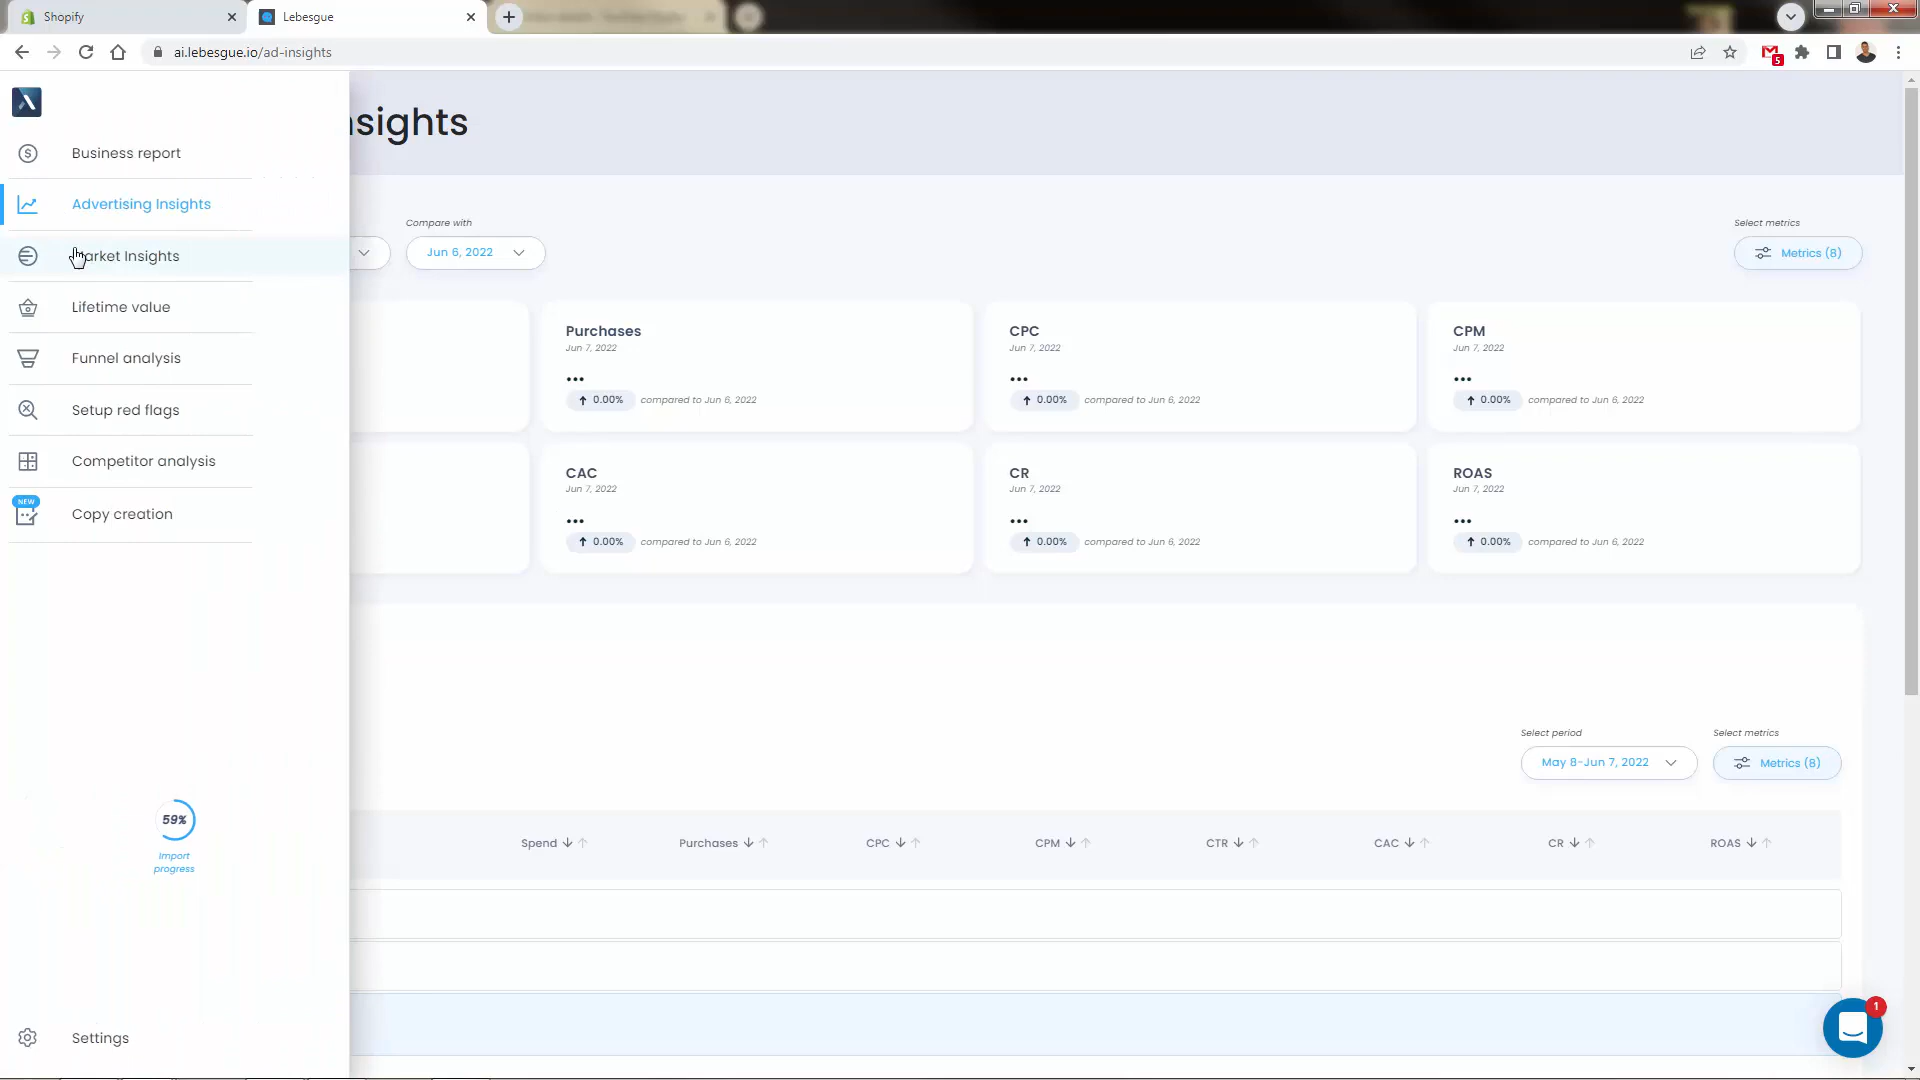 Shopify
Lebesgue
ai.lebesgue.io/ad-insights
5
nsights
Business report
Advertising Insights
arket Insights
Lifetime value
Funnel analysis
Setup red flags
Competitor analysis
NEW
Copy creation
59%
Import
progress
Settings
Compare with
Jun 6, 2022
Select metrics
Metrics (8)
Purchases
Jun 7, 2022
...
0.00% compared to Jun 6, 2022
CPC
Jun 7, 2022
...
0.00% compared to Jun 6, 2022
CPM
Jun 7, 2022
...
0.00% compared to Jun 6, 2022
CAC
Jun 7, 2022
...
0.00% compared to Jun 6, 2022
CR
Jun 7, 2022
...
0.00% compared to Jun 6, 2022
ROAS
Jun 7, 2022
...
0.00% compared to Jun 6, 2022
Select period
May 8-Jun 7, 2022
Select metrics
Metrics (8)
Spend Purchases CPC CPM CTR CAC CR ROAS
1